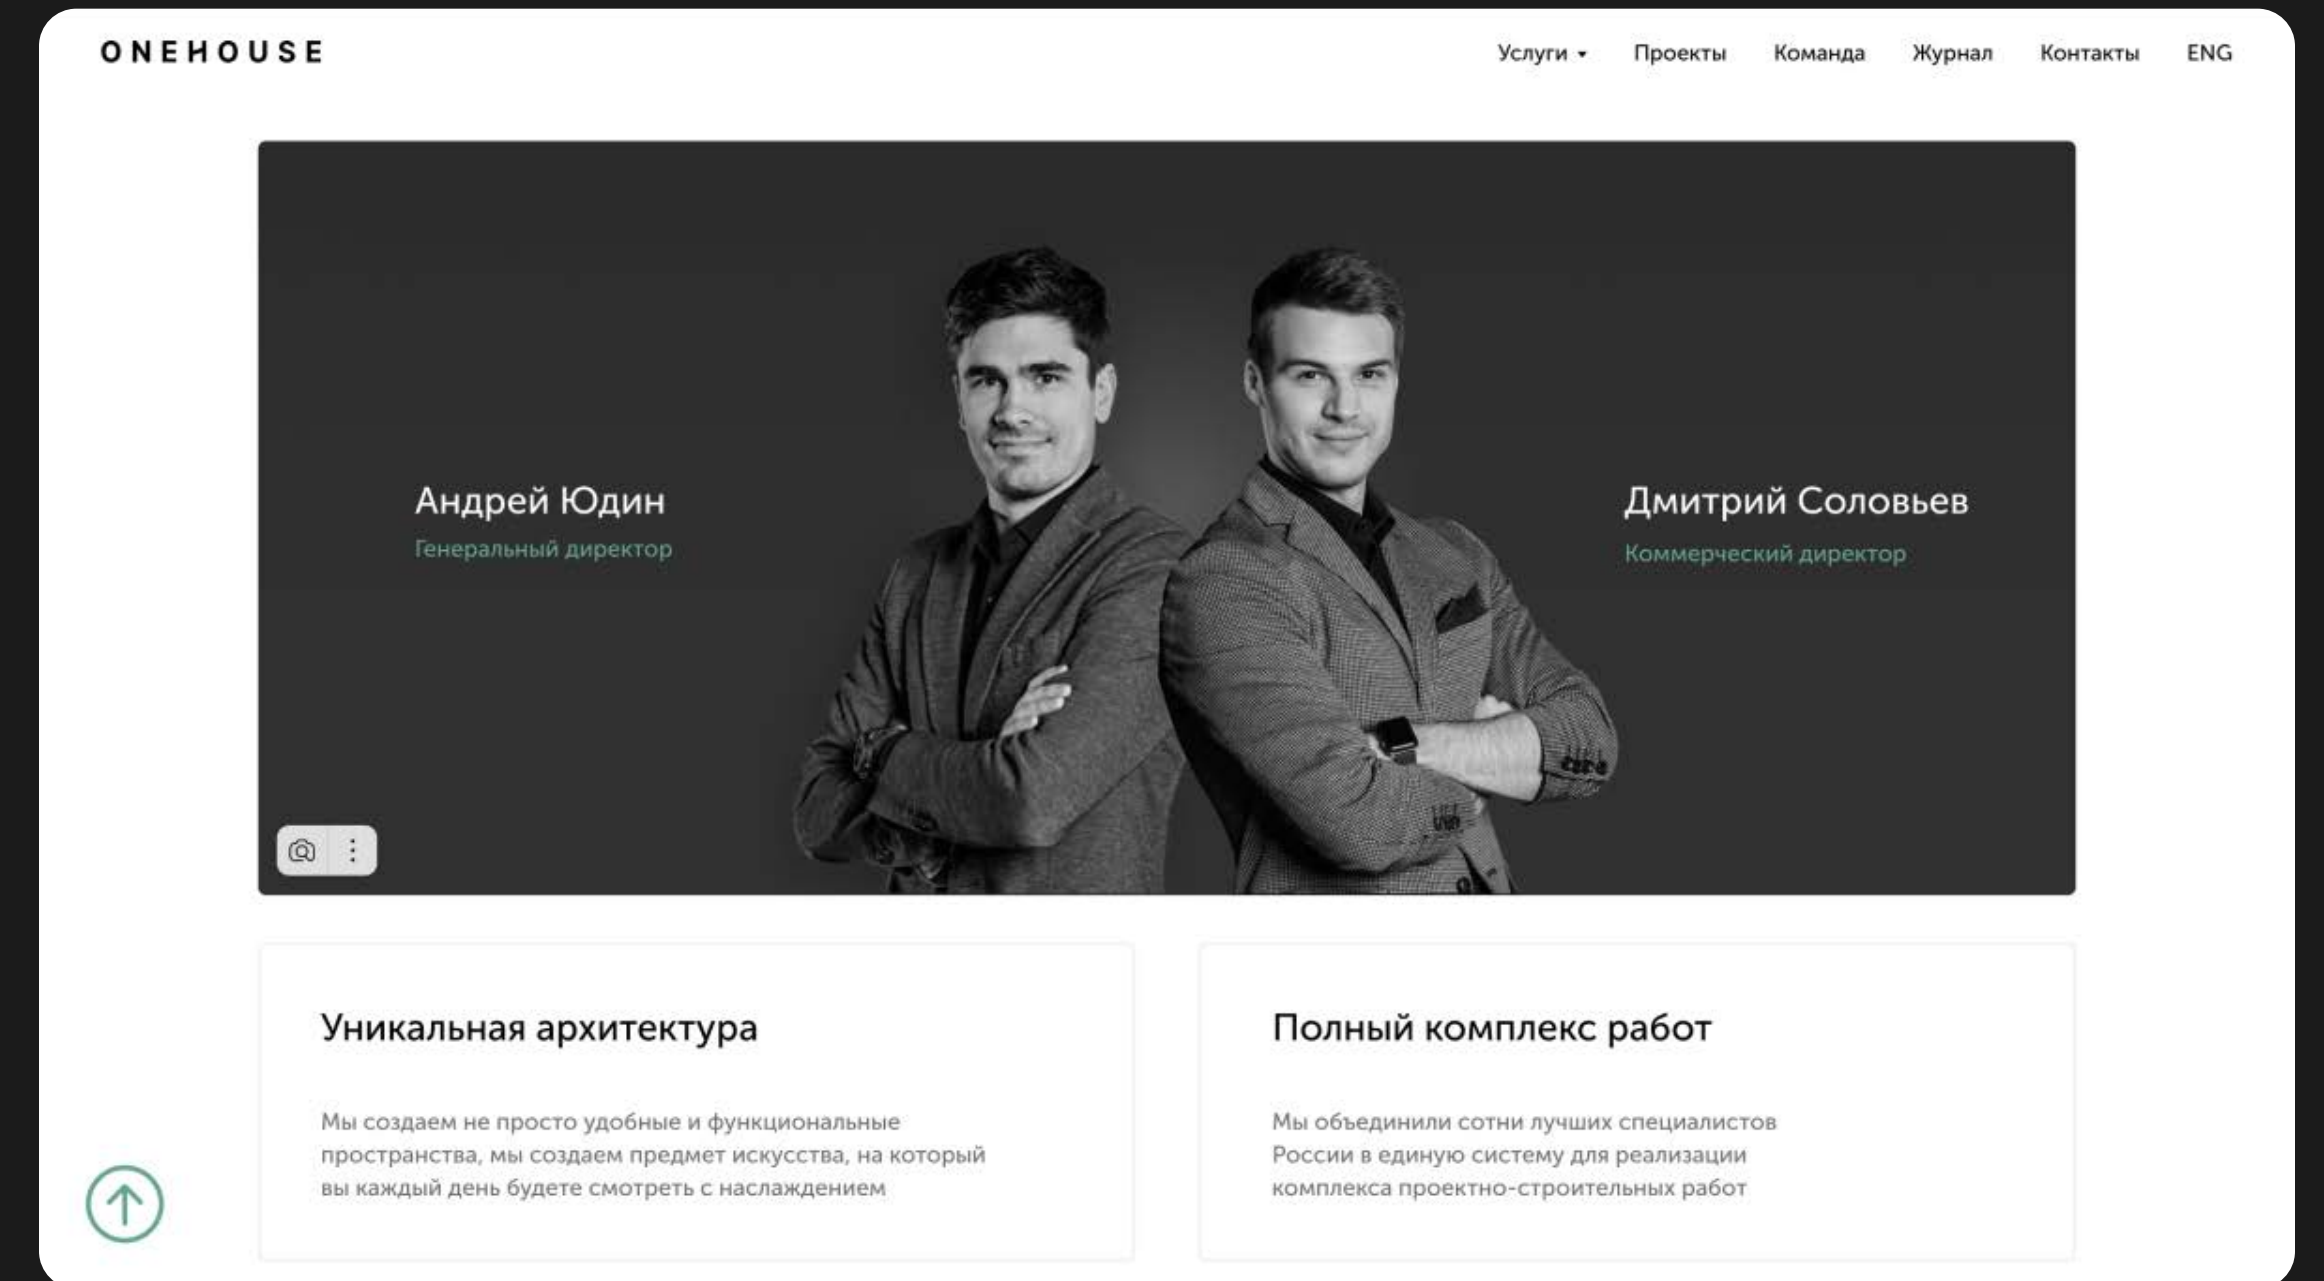 ONEHOUSE
Услуги
Проекты
Команда
Журнал
Контакты
ENG
Андрей Юдин
Генеральный директор
Дмитрий Соловьев
Коммерческий директор
Уникальная архитектура
Мы создаем не просто удобные и функциональные
пространства, мы создаем предмет искусства, на который
вы каждый день будете смотреть с наслаждением
Полный комплекс работ
Мы объединили сотни лучших специалистов
России в единую систему для реализации
комплекса проектно-строительных работ